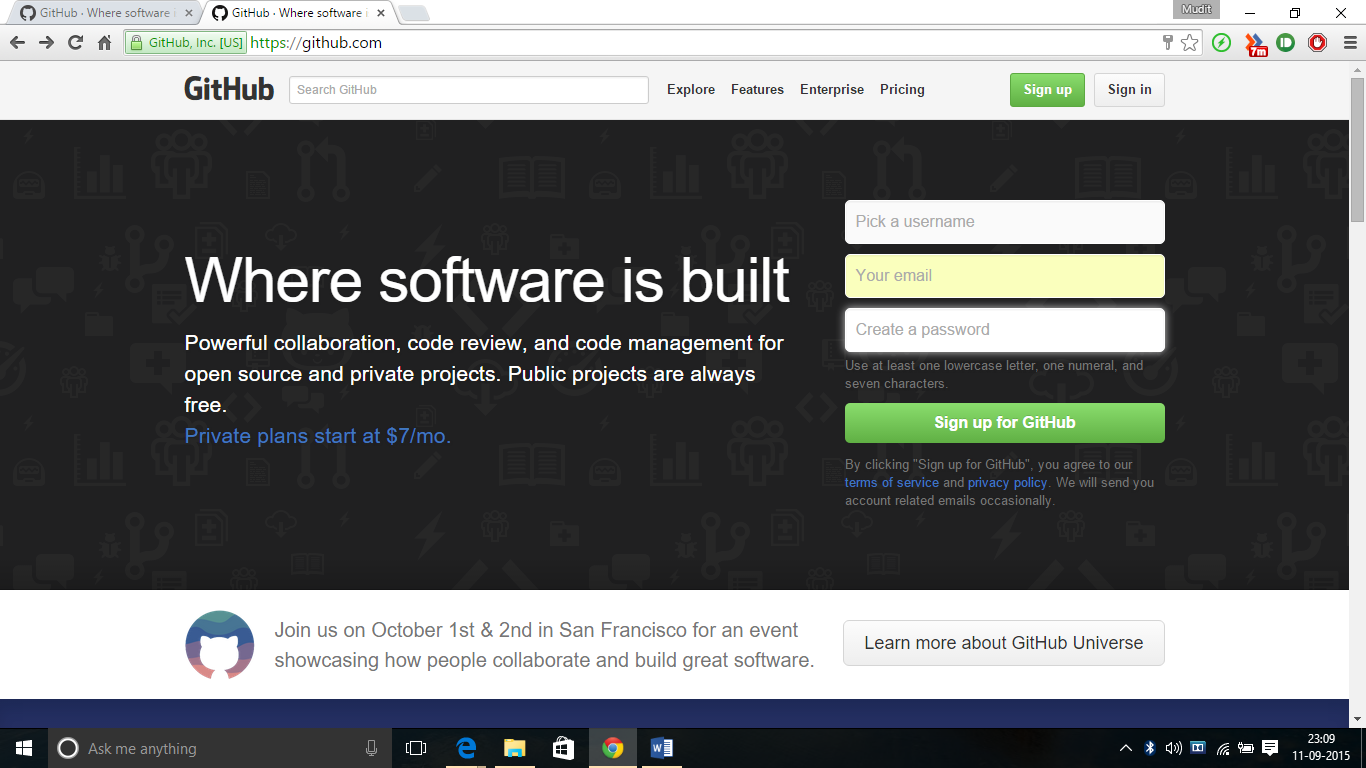 GitHub · Where software i
GitHub · Where software i
Mudit
GitHub, Inc. [US]
https://github.com
7m
GitHub
Search GitHub
Explore
Features
Enterprise
Pricing
Sign up
Sign in
Where software is built
Powerful collaboration, code review, and code management for
open source and private projects. Public projects are always
free.
Private plans start at $7/mo.
Pick a username
Your email
Create a password
Use at least one lowercase letter, one numeral, and
seven characters.
Sign up for GitHub
By clicking "Sign up for GitHub", you agree to our
terms of service and privacy policy. We will send you
account related emails occasionally.
Join us on October 1st & 2nd in San Francisco for an event
showcasing how people collaborate and build great software.
Learn more about GitHub Universe
Ask me anything
23:09
11-09-2015